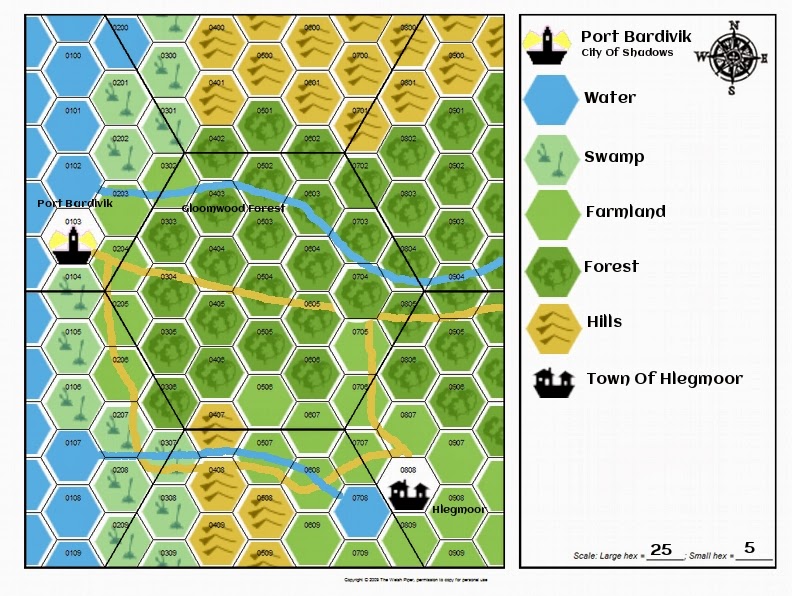 0200 0400 0600 0800
0100 0300 0500 0700 0900
0201 0401 0601 0801
0101 0301 0501 0701 0901
0202 0402 0602 0802
0102 0302 0502 0702 0902
0203 0403 0603 0803
Port Bardivik
Gloomwood Forest
0103 0303 0503 0703 0903
0204 0404 0604 0804
0104 0304 0504 0704 0904
0205 0405 0605 0805
0105 0305 0505 0705 0905
0206 0406 0606 0806
0106 0306 0506 0706 0906
0207 0407 0607 0807
0107 0307 0507 0707 0907
0208 0408 0608 0808
0108 0308 0508 0708 0908
Hlegmoor
0209 0409 0609 0809
0109 0309 0509 0709 0909
Port Bardivik
City Of Shadows
N
W E
S
Water
Swamp
Farmland
Forest
Hills
Town Of Hlegmoor
Scale: Large hex = 25 ; Small hex = 5
Copyright © 2009 The Welsh Piper, permission to copy for personal use